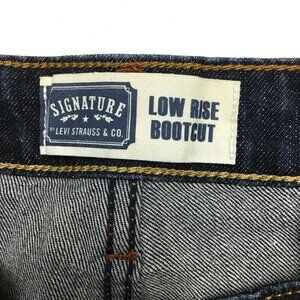 SIGNATURE
BY LEVI STRAUSS & CO.
LOW RISE
BOOTCUT